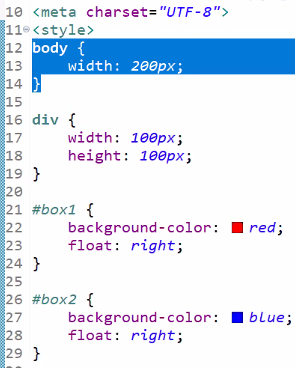 10 <meta charset="UTF-8">
11 <style>
12 body {
13     width: 200px;
14 }
15
16 div {
17     width: 100px;
18     height: 100px;
19 }
20
21 #box1 {
22     background-color: red;
23     float: right;
24 }
25
26 #box2 {
27     background-color: blue;
28     float: right;
29 }